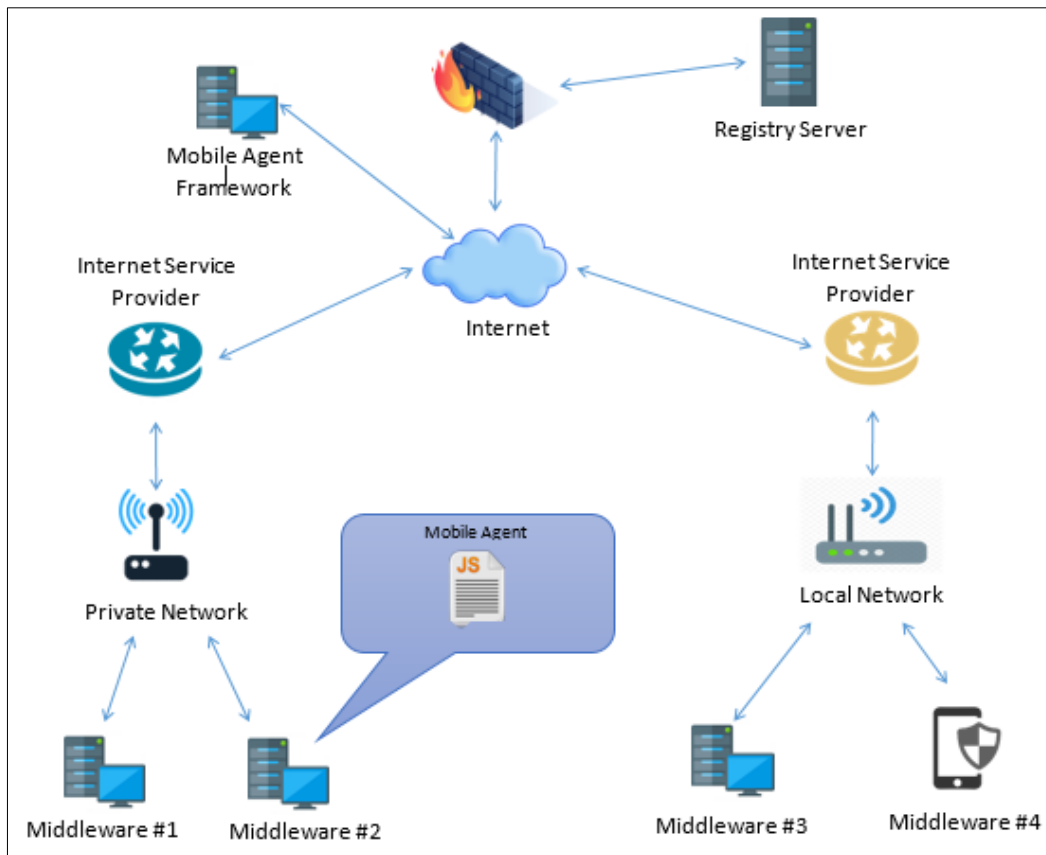 Registry Server
Mobile Agent
Framework
Internet Service
Provider
Internet Service
Provider
Internet
Mobile Agent
JS
Private Network
Local Network
Middleware #1
Middleware #2
Middleware #3
Middleware #4